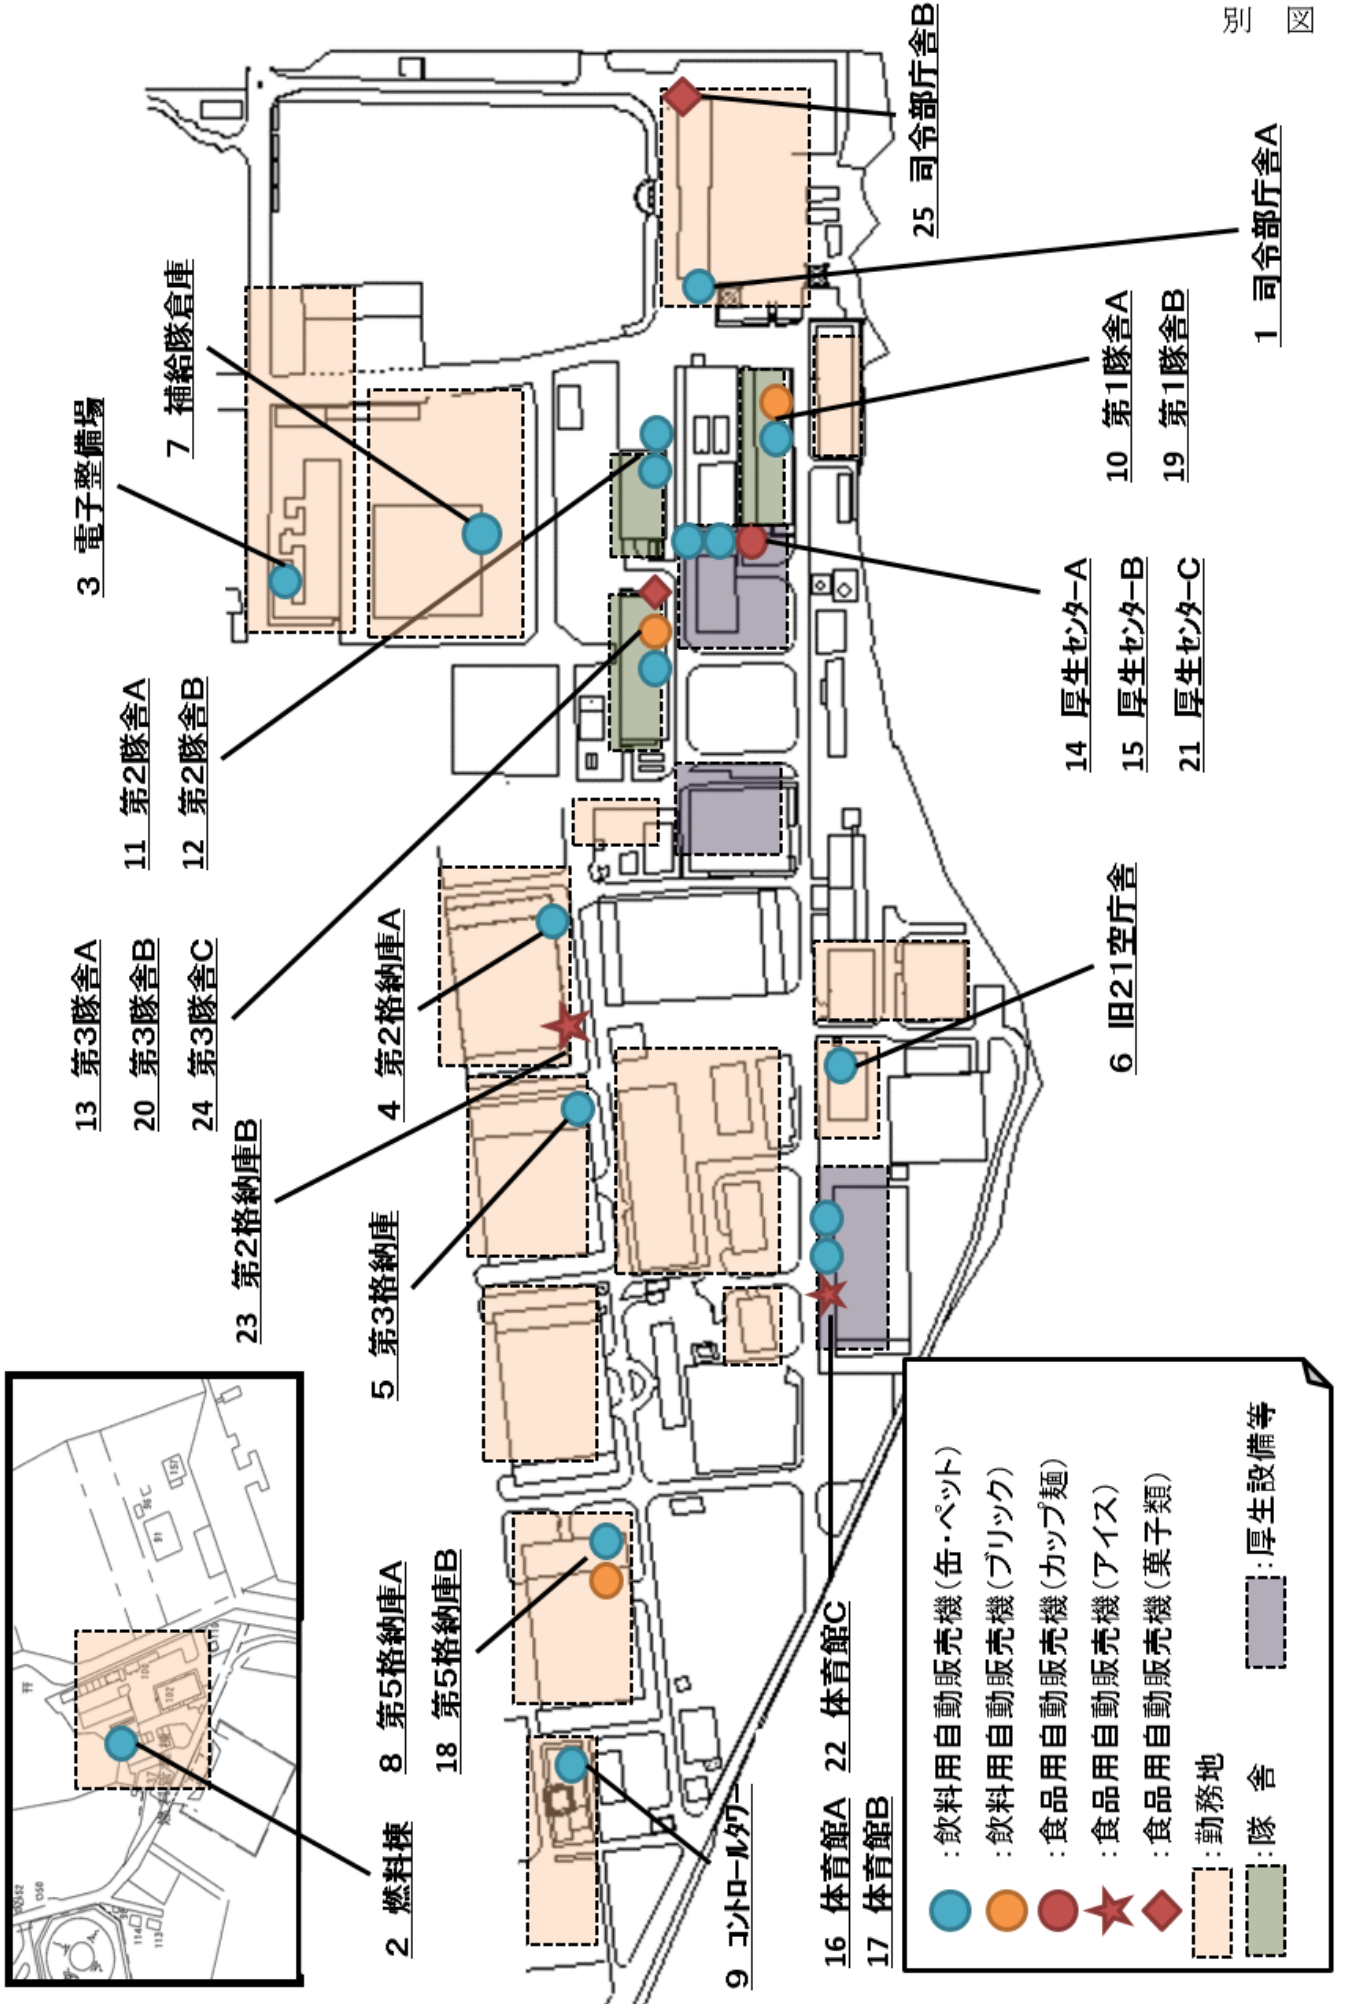 別　図
25　司令部庁舎B
1　司令部庁舎A
7　補給隊倉庫
3　電子整備場
10　第1隊舎A
19　第1隊舎B
14　厚生センターA
15　厚生センターB
21　厚生センターC
11　第2隊舎A
12　第2隊舎B
13　第3隊舎A
20　第3隊舎B
24　第3隊舎C
4　第2格納庫A
23　第2格納庫B
5　第3格納庫
6　旧21空庁舎
8　第5格納庫A
18　第5格納庫B
2　燃料棟
9　コントロールタワー
22　体育館C
16　体育館A
17　体育館B
：飲料用自動販売機（缶・ペット）
：飲料用自動販売機（ブリック）
：食品用自動販売機（カップ麺）
：食品用自動販売機（アイス）
：食品用自動販売機（菓子類）
：勤務地
：隊　舎
：厚生設備等
157
91
102
114
113